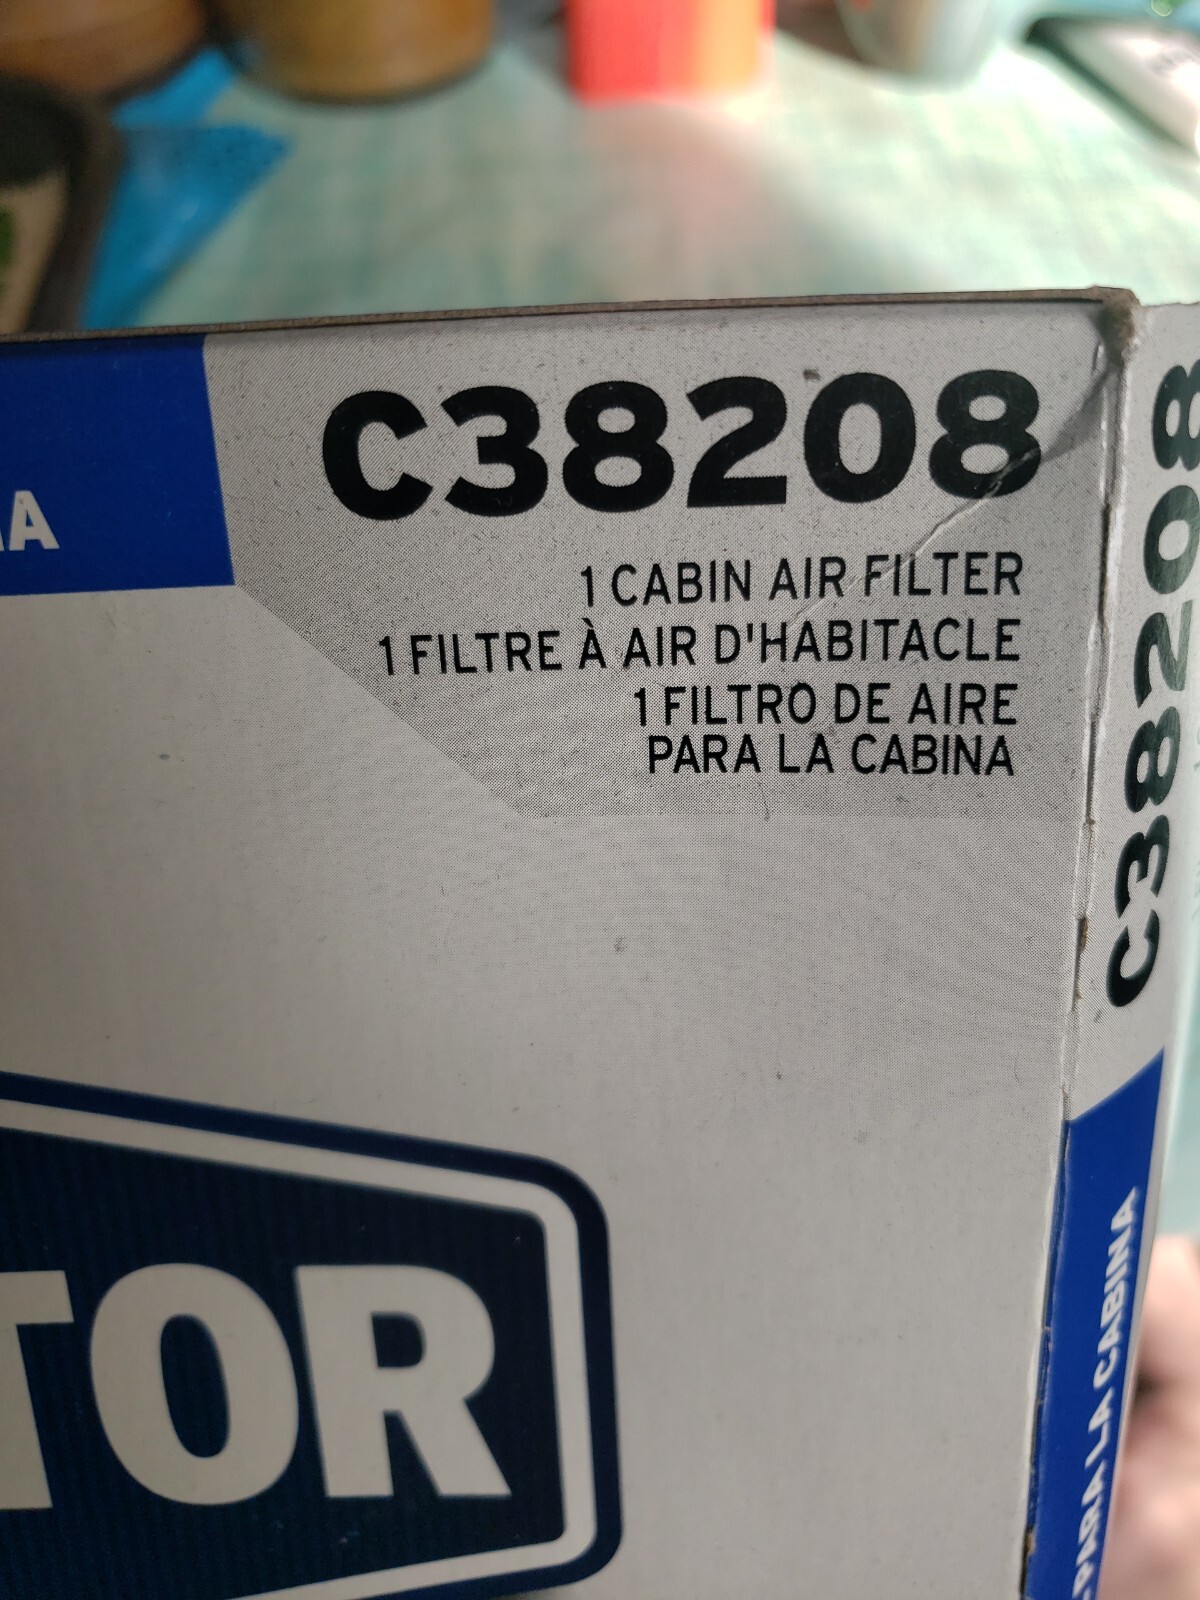 C38208
1 CABIN AIR FILTER
1 FILTRE À AIR D'HABITACLE
1 FILTRO DE AIRE
PARA LA CABINA
TOR
C38208
PARA LA CABINA